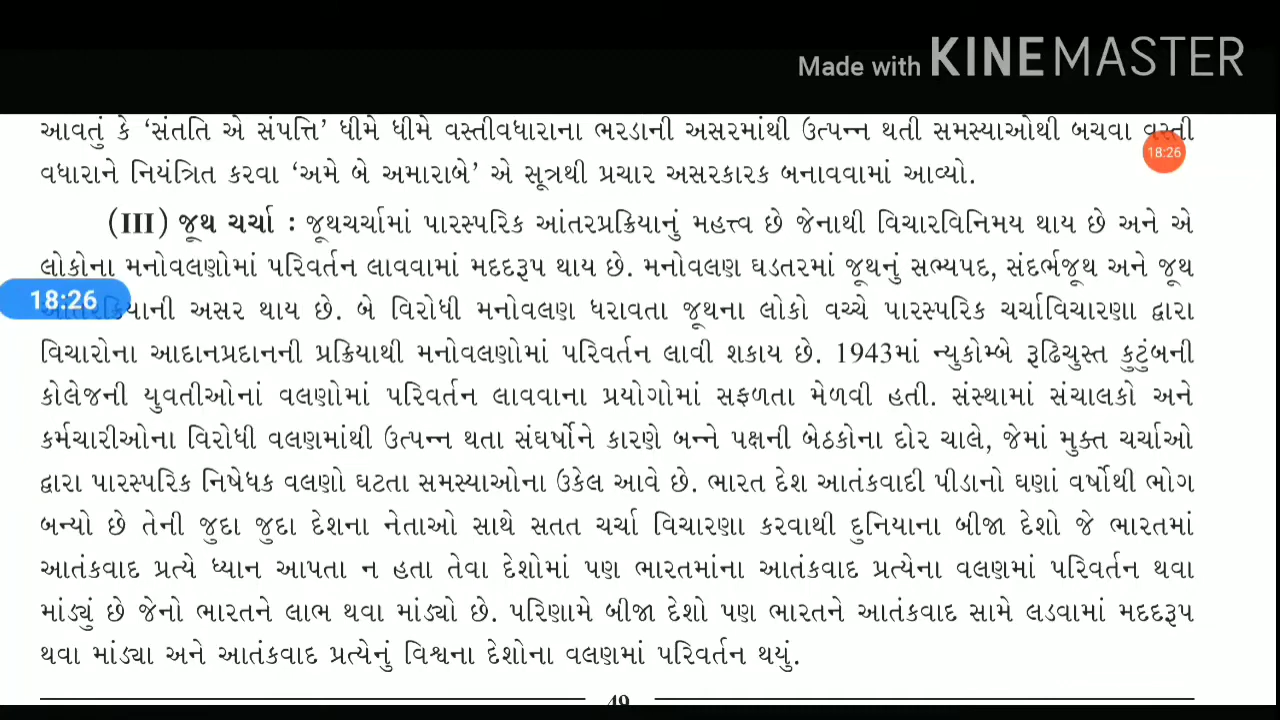 Made with KINEMASTER
આવતું કે ‘સંતતિ એ સંપત્તિ’ ધીમે ધીમે વસ્તીવધારાના ભરડાની અસરમાંથી ઉત્પન્ન થતી સમસ્યાઓથી બચવા વસ્તી
18:26
વધારાને નિયંત્રિત કરવા ‘અમે બે અમારાબે’ એ સૂત્રથી પ્રચાર અસરકારક બનાવવામાં આવ્યો.
(III) જૂથ ચર્ચા : જૂથચર્ચામાં પારસ્પરિક આંતરપ્રક્રિયાનું મહત્ત્વ છે જેનાથી વિચારવિનિમય થાય છે અને એ
લોકોના મનોવલણોમાં પરિવર્તન લાવવામાં મદદરૂપ થાય છે. મનોવલણ ઘડતરમાં જૂથનું સભ્યપદ, સંદર્ભજૂથ અને જૂથ
18:26
અસર થાય છે. બે વિરોધી મનોવલણ ધરાવતા જૂથના લોકો વચ્ચે પારસ્પરિક ચર્ચાવિચારણા દ્વારા
વિચારોના આદાનપ્રદાનની પ્રક્રિયાથી મનોવલણોમાં પરિવર્તન લાવી શકાય છે. 1943માં ન્યુકોમ્બે રૂઢિચુસ્ત કુટુંબની
કોલેજની યુવતીઓનાં વલણોમાં પરિવર્તન લાવવાના પ્રયોગોમાં સફળતા મેળવી હતી. સંસ્થામાં સંચાલકો અને
કર્મચારીઓના વિરોધી વલણમાંથી ઉત્પન્ન થતા સંઘર્ષોને કારણે બન્ને પક્ષની બેઠકોના દોર ચાલે, જેમાં મુક્ત ચર્ચાઓ
દ્વારા પારસ્પરિક નિષેધક વલણો ઘટતા સમસ્યાઓના ઉકેલ આવે છે. ભારત દેશ આતંકવાદી પીડાનો ઘણાં વર્ષોથી ભોગ
બન્યો છે તેની જુદા જુદા દેશના નેતાઓ સાથે સતત ચર્ચા વિચારણા કરવાથી દુનિયાના બીજા દેશો જે ભારતમાં
આતંકવાદ પ્રત્યે ધ્યાન આપતા ન હતા તેવા દેશોમાં પણ ભારતમાંના આતંકવાદ પ્રત્યેના વલણમાં પરિવર્તન થવા
માંડ્યું છે જેનો ભારતને લાભ થવા માંડ્યો છે. પરિણામે બીજા દેશો પણ ભારતને આતંકવાદ સામે લડવામાં મદદરૂપ
થવા માંડ્યા અને આતંકવાદ પ્રત્યેનું વિશ્વના દેશોના વલણમાં પરિવર્તન થયું.
49